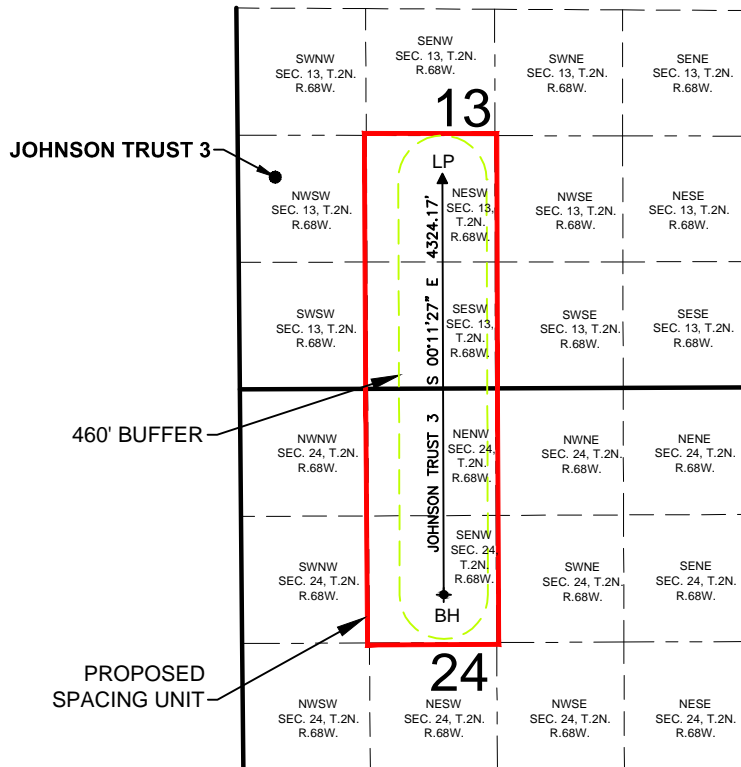 SWNW
SEC. 13, T.2N.
R.68W.
SENW
SEC. 13, T.2N.
R.68W.
SWNE
SEC. 13, T.2N.
R.68W.
SENE
SEC. 13, T.2N.
R.68W.
13
JOHNSON TRUST 3
LP
NWSW
SEC. 13, T.2N.
R.68W.
NESW
SEC. 13,
T.2N.
R.68W.
NWSE
SEC. 13, T.2N.
R.68W.
NESE
SEC. 13, T.2N.
R.68W.
JOHNSON TRUST 3 S 00°11'27" E 4324.17'
SWSW
SEC. 13, T.2N.
R.68W.
SESW
SEC. 13,
T.2N.
R.68W.
SWSE
SEC. 13, T.2N.
R.68W.
SESE
SEC. 13, T.2N.
R.68W.
460' BUFFER
NWNW
SEC. 24, T.2N.
R.68W.
NENW
SEC. 24,
T.2N.
R.68W.
NWNE
SEC. 24, T.2N.
R.68W.
NENE
SEC. 24, T.2N.
R.68W.
SWNW
SEC. 24, T.2N.
R.68W.
SENW
SEC. 24,
T.2N.
R.68W.
SWNE
SEC. 24, T.2N.
R.68W.
SENE
SEC. 24, T.2N.
R.68W.
BH
PROPOSED
SPACING UNIT
24
NWSW
SEC. 24, T.2N.
R.68W.
NESW
SEC. 24, T.2N.
R.68W.
NWSE
SEC. 24, T.2N.
R.68W.
NESE
SEC. 24, T.2N.
R.68W.